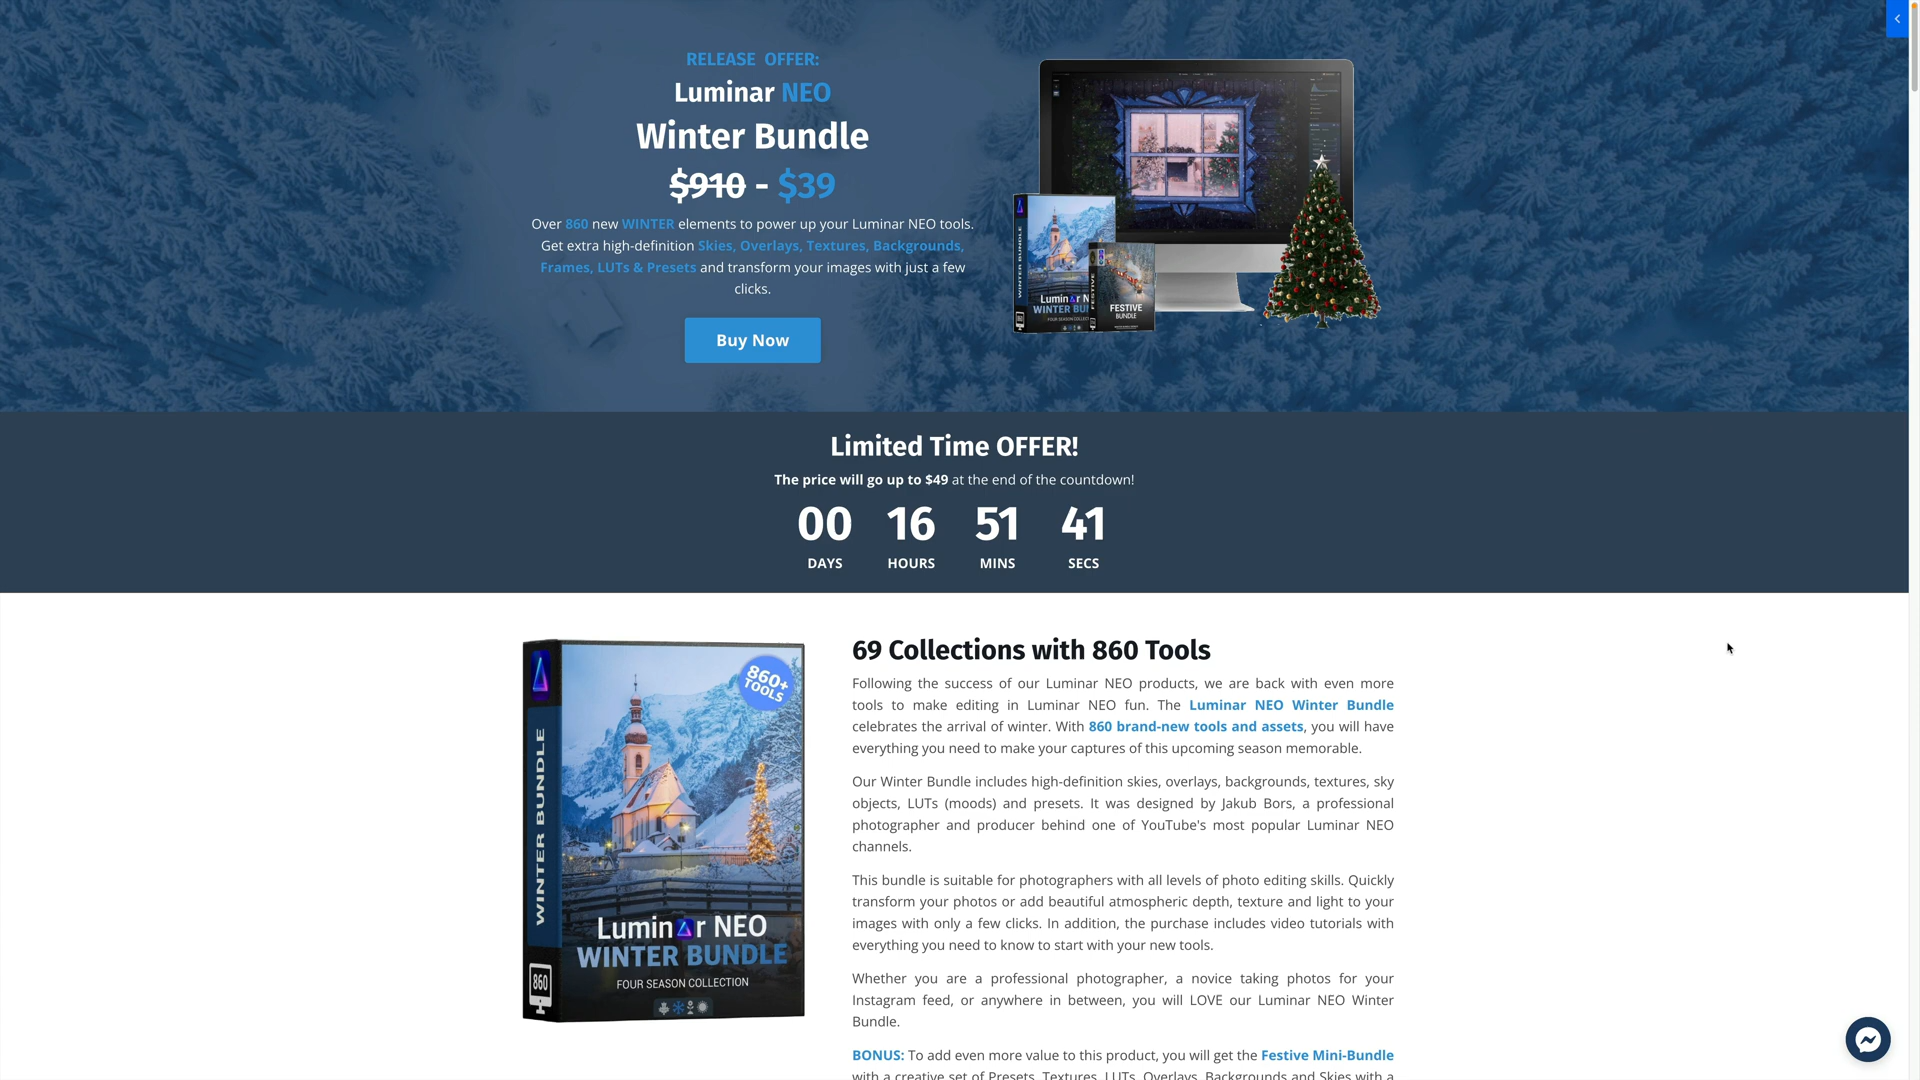 RELEASE OFFER:
Luminar NEO
Winter Bundle
$910 - $39
Over 860 new WINTER elements to power up your Luminar NEO tools.
Get extra high-definition Skies, Overlays, Textures, Backgrounds,
Frames, LUTs & Presets and transform your images with just a few
clicks.
Buy Now
WINTER BUNDLE
Luminar N
WINTER BUN
FOUR SEASON COLLECT
860
FESTIVE
FESTIVE
BUNDLE
Limited Time OFFER!
The price will go up to $49 at the end of the countdown!
00 16 51 41
DAYS HOURS MINS SECS
860+
TOOLS
WINTER BUNDLE
Luminar NEO
WINTER BUNDLE
FOUR SEASON COLLECTION
860
69 Collections with 860 Tools
Following the success of our Luminar NEO products, we are back with even more
tools to make editing in Luminar NEO fun. The Luminar NEO Winter Bundle
celebrates the arrival of winter. With 860 brand-new tools and assets, you will have
everything you need to make your captures of this upcoming season memorable.
Our Winter Bundle includes high-definition skies, overlays, backgrounds, textures, sky
objects, LUTs (moods) and presets. It was designed by Jakub Bors, a professional
photographer and producer behind one of YouTube's most popular Luminar NEO
channels.
This bundle is suitable for photographers with all levels of photo editing skills. Quickly
transform your photos or add beautiful atmospheric depth, texture and light to your
images with only a few clicks. In addition, the purchase includes video tutorials with
everything you need to know to start with your new tools.
Whether you are a professional photographer, a novice taking photos for your
Instagram feed, or anywhere in between, you will LOVE our Luminar NEO Winter
Bundle.
BONUS: To add even more value to this product, you will get the Festive Mini-Bundle
with a creative set of Presets, Textures, LUTs, Overlays, Backgrounds and Skies with a